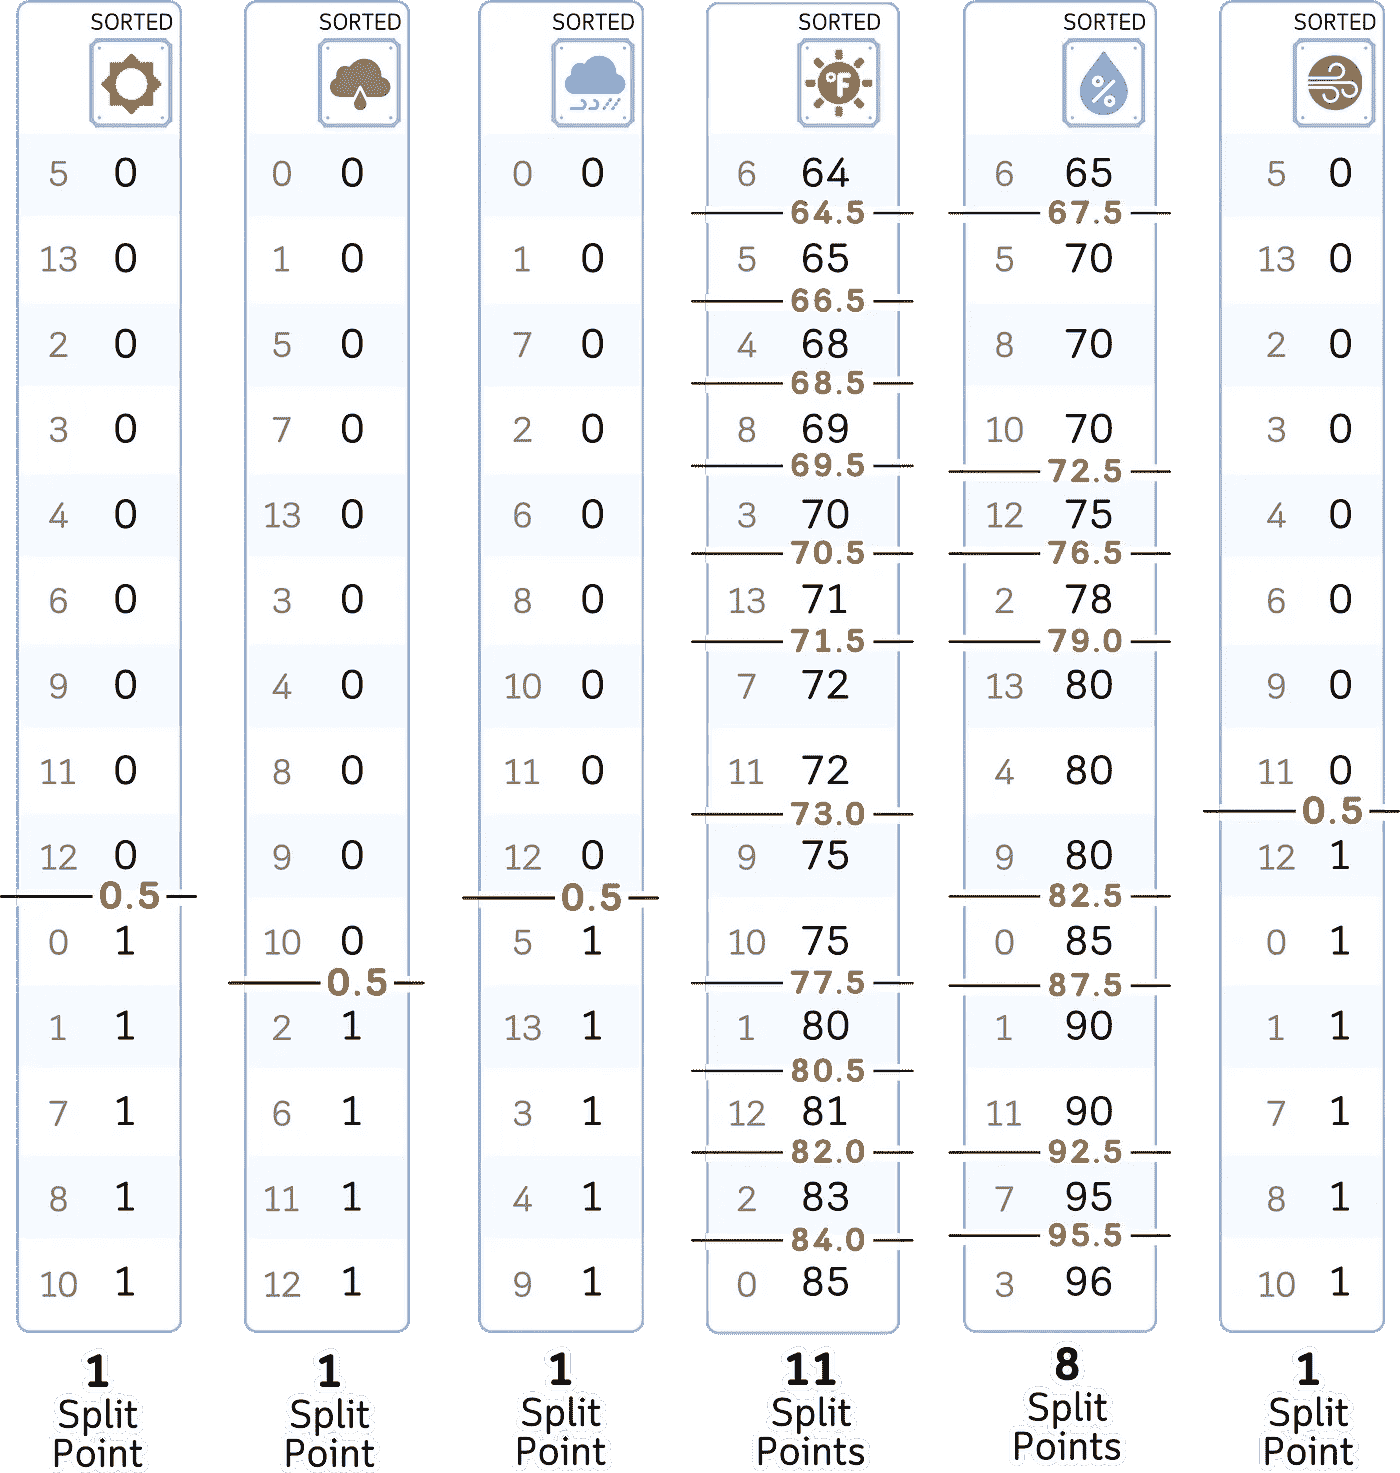 SORTED SORTED SORTED SORTED SORTED SORTED
°F %
5 0 0 0 0 0 6 64 6 65 5 0
64.5 67.5
13 0 1 0 1 0 5 65 5 70 13 0
66.5
2 0 5 0 7 0 4 68 8 70 2 0
68.5
3 0 7 0 2 0 8 69 10 70 3 0
69.5 72.5
4 0 13 0 6 0 3 70 12 75 4 0
70.5 76.5
6 0 3 0 8 0 13 71 2 78 6 0
71.5 79.0
9 0 4 0 10 0 7 72 13 80 9 0
11 0 8 0 11 0 11 72 4 80 11 0
73.0 0.5
12 0 9 0 12 0 9 75 9 80 12 1
0.5 0.5 82.5
0 1 10 0 5 1 10 75 0 85 0 1
0.5 77.5 87.5
1 1 2 1 13 1 1 80 1 90 1 1
80.5
7 1 6 1 3 1 12 81 11 90 7 1
82.0 92.5
8 1 11 1 4 1 2 83 7 95 8 1
84.0 95.5
10 1 12 1 9 1 0 85 3 96 10 1
1 1 1 11 8 1
Split Split Split Split Split Split
Point Point Point Points Points Point